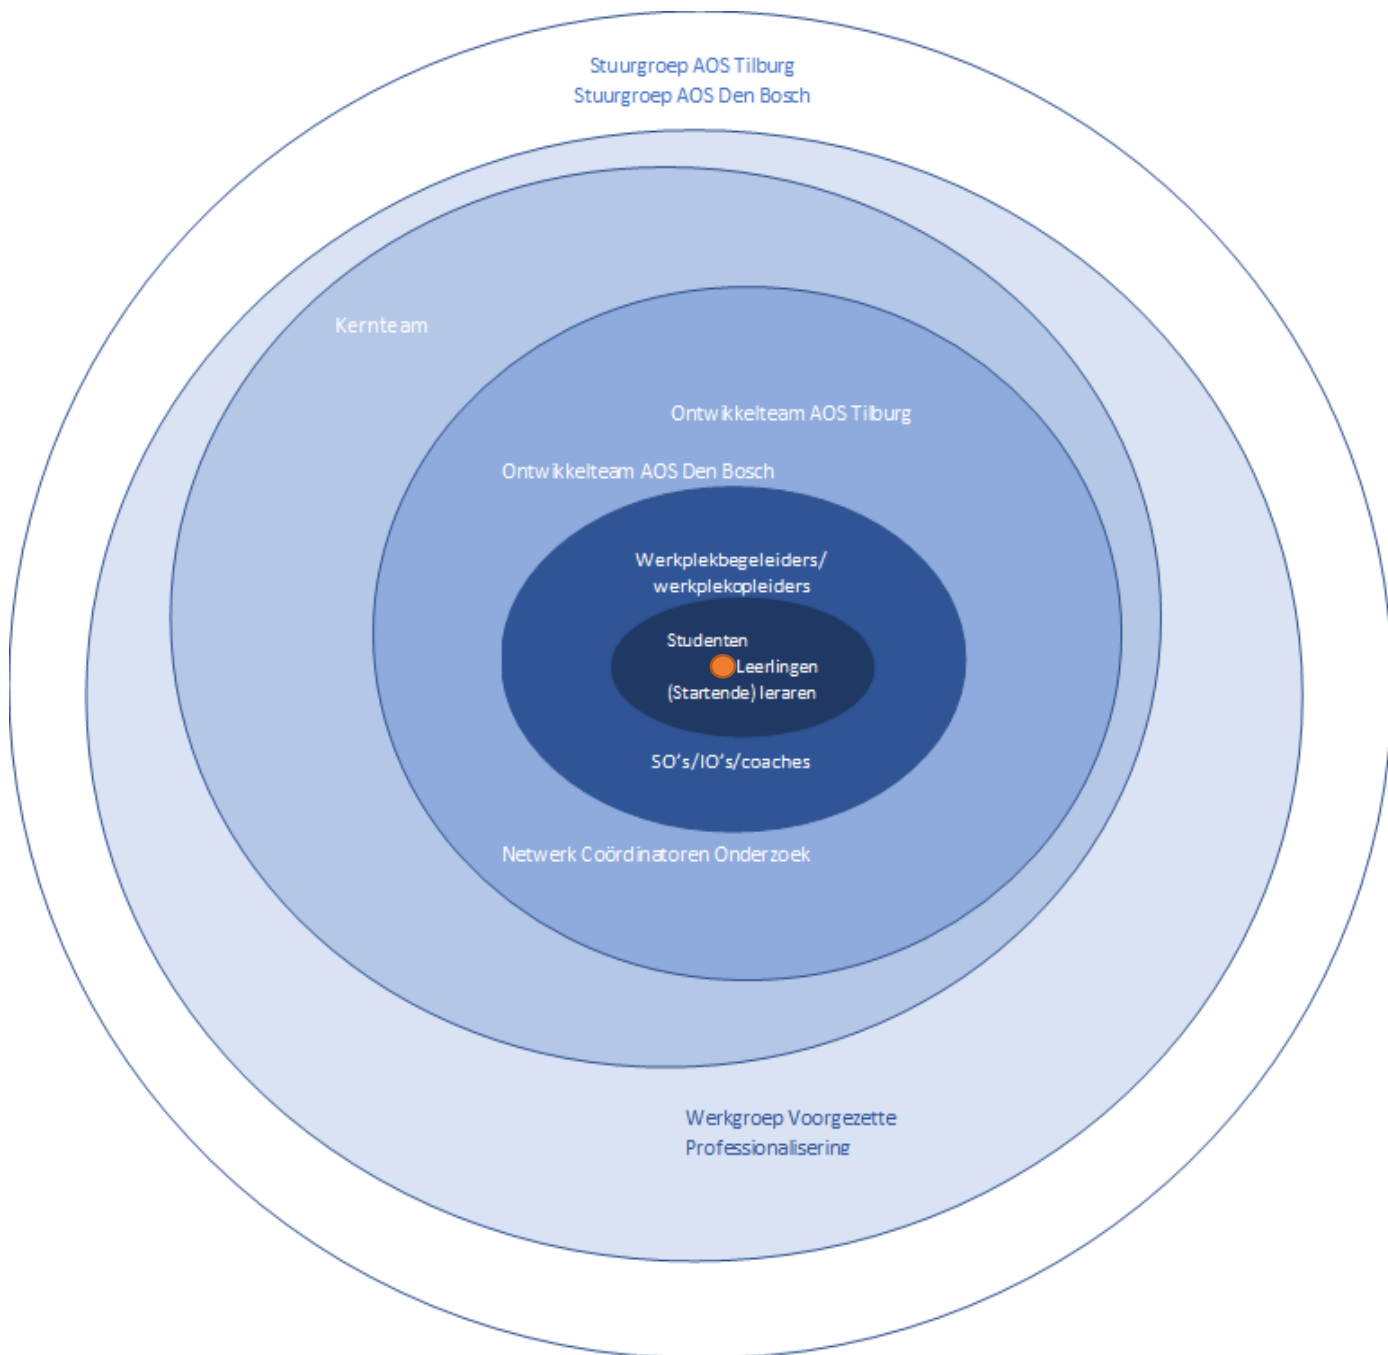 Stuurgroep AOS Tilburg
Stuurgroep AOS Den Bosch
Kernteam
Ontwikkelteam AOS Tilburg
Ontwikkelteam AOS Den Bosch
Werkplekbegeleiders/
werkplekopleiders
Studenten
Leerlingen
(Startende) leraren
SO's/IO's/coaches
Netwerk Coördinatoren Onderzoek
Werkgroep Voorgezette
Professionalisering